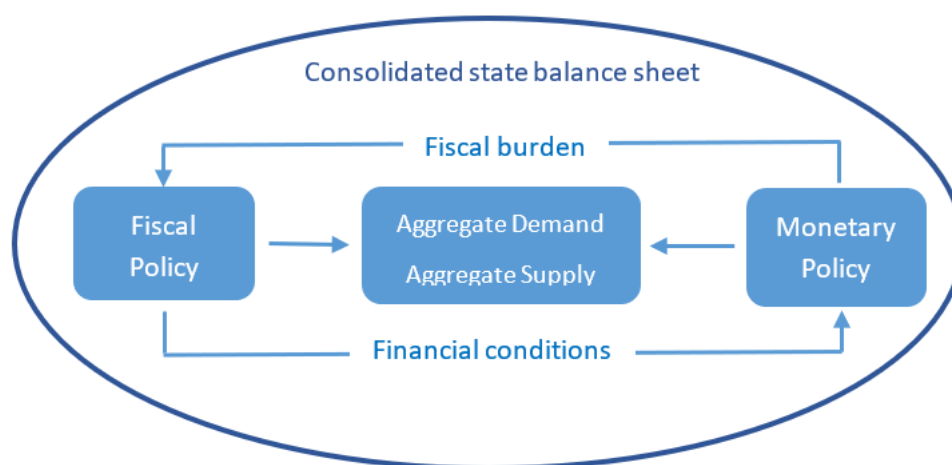 Consolidated state balance sheet
Fiscal burden
Fiscal
Policy
Aggregate Demand
Aggregate Supply
Monetary
Policy
Financial conditions